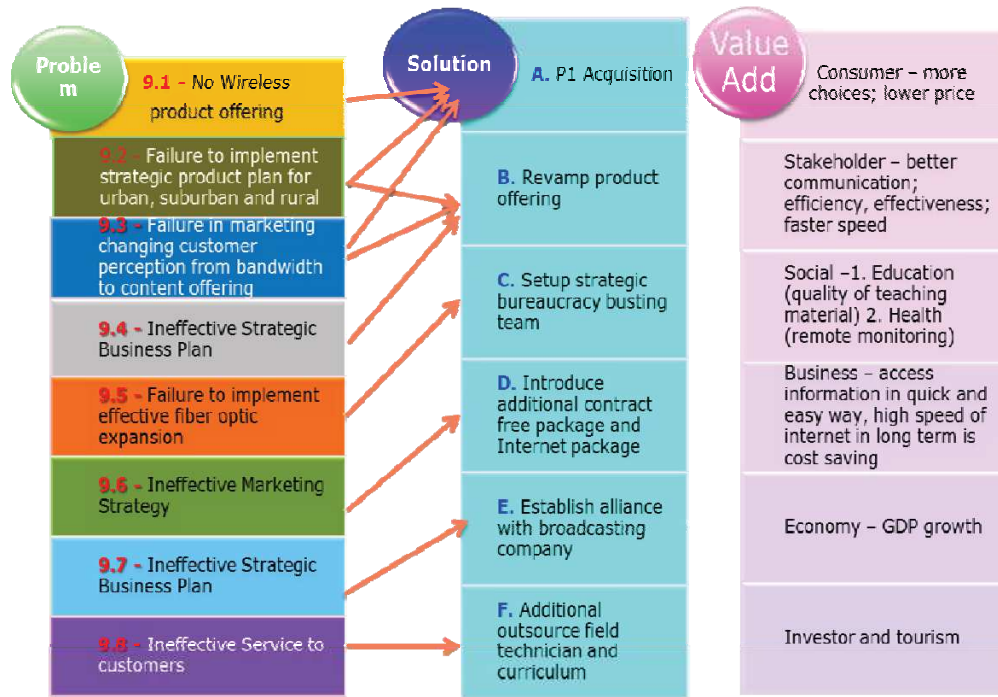 Proble
m
9.1 - No Wireless
product offering
9.2 - Failure to implement
strategic product plan for
urban, suburban and rural
9.3 - Failure in marketing
changing customer
perception from bandwidth
to content offering
9.4 - Ineffective Strategic
Business Plan
9.5 - Failure to implement
effective fiber optic
expansion
9.6 - Ineffective Marketing
Strategy
9.7 - Ineffective Strategic
Business Plan
9.8 - Ineffective Service to
customers
Solution
A. P1 Acquisition
B. Revamp product
offering
C. Setup strategic
bureaucracy busting
team
D. Introduce
additional contract
free package and
Internet package
E. Establish alliance
with broadcasting
company
F. Additional
outsource field
technician and
curriculum
Value
Add
Consumer – more
choices; lower price
Stakeholder – better
communication;
efficiency, effectiveness;
faster speed
Social –1. Education
(quality of teaching
material) 2. Health
(remote monitoring)
Business – access
information in quick and
easy way, high speed of
internet in long term is
cost saving
Economy – GDP growth
Investor and tourism